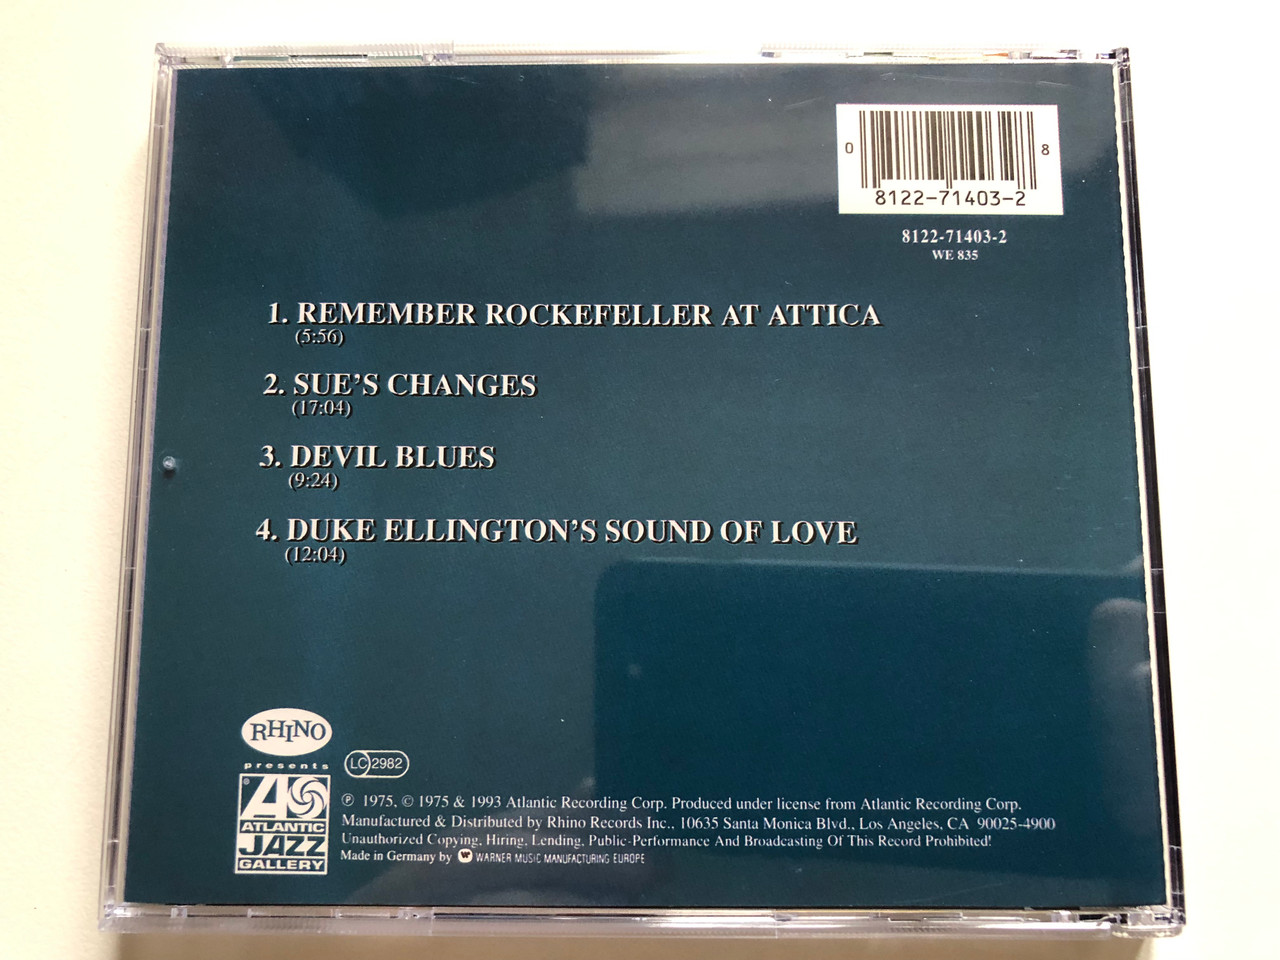 0 8
8122-71403-2
8122-71403-2
WE 835
1. REMEMBER ROCKEFELLER AT ATTICA
(5:56)
2. SUE'S CHANGES
(17:04)
3. DEVIL BLUES
(9:24)
4. DUKE ELLINGTON'S SOUND OF LOVE
(12:04)
RHINO
presents
LC 2982
ATLANTIC
JAZZ
GALLERY
℗ 1975, © 1975 & 1993 Atlantic Recording Corp. Produced under license from Atlantic Recording Corp.
Manufactured & Distributed by Rhino Records Inc., 10635 Santa Monica Blvd., Los Angeles, CA 90025-4900
Unauthorized Copying, Hiring, Lending, Public-Performance And Broadcasting Of This Record Prohibited!
Made in Germany by WARNER MUSIC MANUFACTURING EUROPE